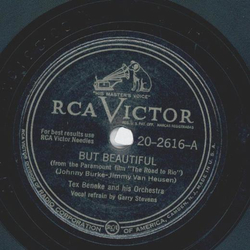 "HIS MASTER'S VOICE"
RCA VICTOR
For best results use
RCA Victor Needles
20-2616-A
BUT BEAUTIFUL
(from the Paramount film "The Road to Rio")
(Johnny Burke-Jimmy Van Heusen)
Tex Beneke and his Orchestra
Vocal refrain by Garry Stevens